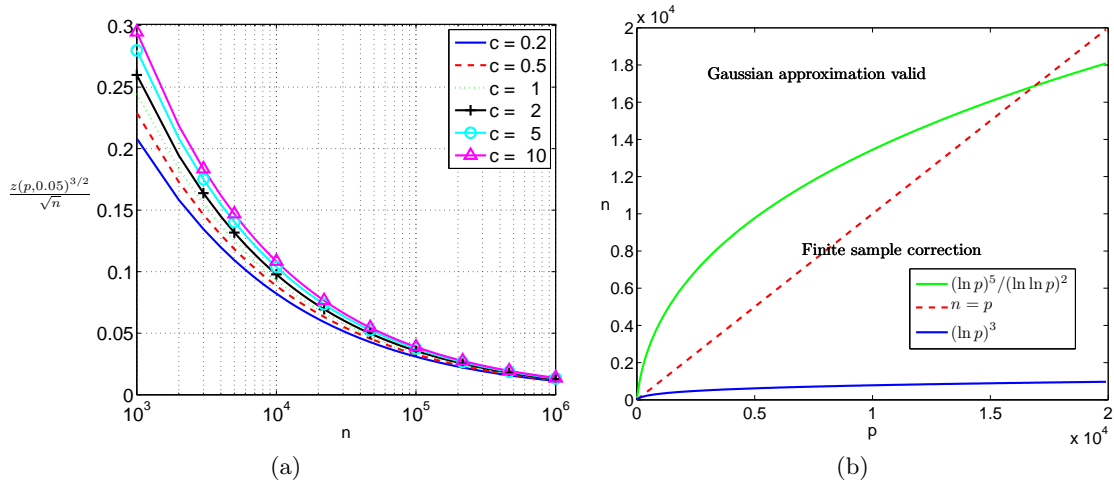 0.3
0.25
0.2
0.15
0.1
0.05
0
z(p,0.05)^{3/2}
√n
10^3
10^4
10^5
10^6
n
c = 0.2
c = 0.5
c = 1
c = 2
c = 5
c = 10
(a)
x 10^4
2
1.8
1.6
1.4
1.2
1
0.8
0.6
0.4
0.2
0
n
Gaussian approximation valid
Finite sample correction
(ln p)^5/(ln ln p)^2
n = p
(ln p)^3
0
0.5
1
1.5
2
p
x 10^4
(b)